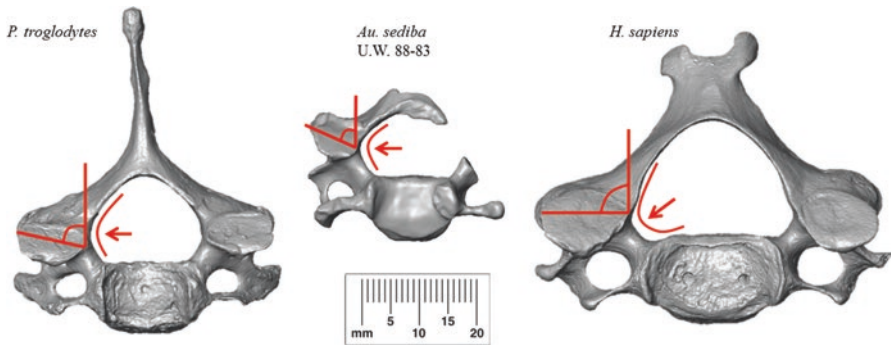 P. troglodytes
Au. sediba
U.W. 88-83
H. sapiens
mm 5 10 15 20